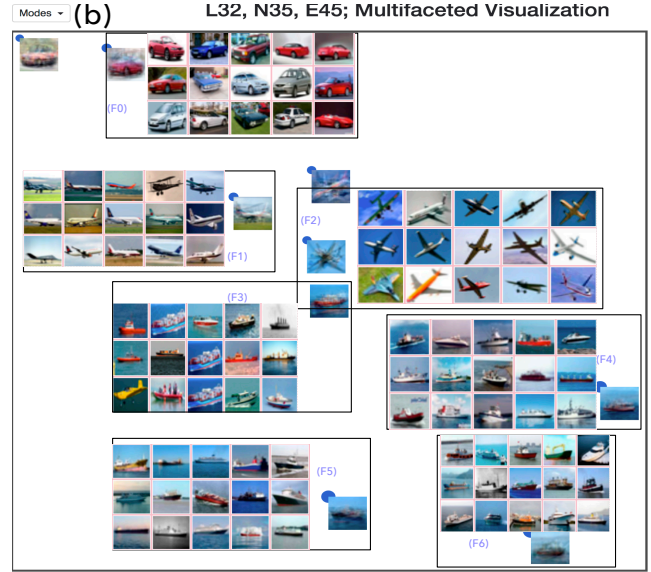 Modes (b) L32, N35, E45; Multifaceted Visualization
(F0)
(F1)
(F2)
(F3)
(F4)
(F5)
(F6)